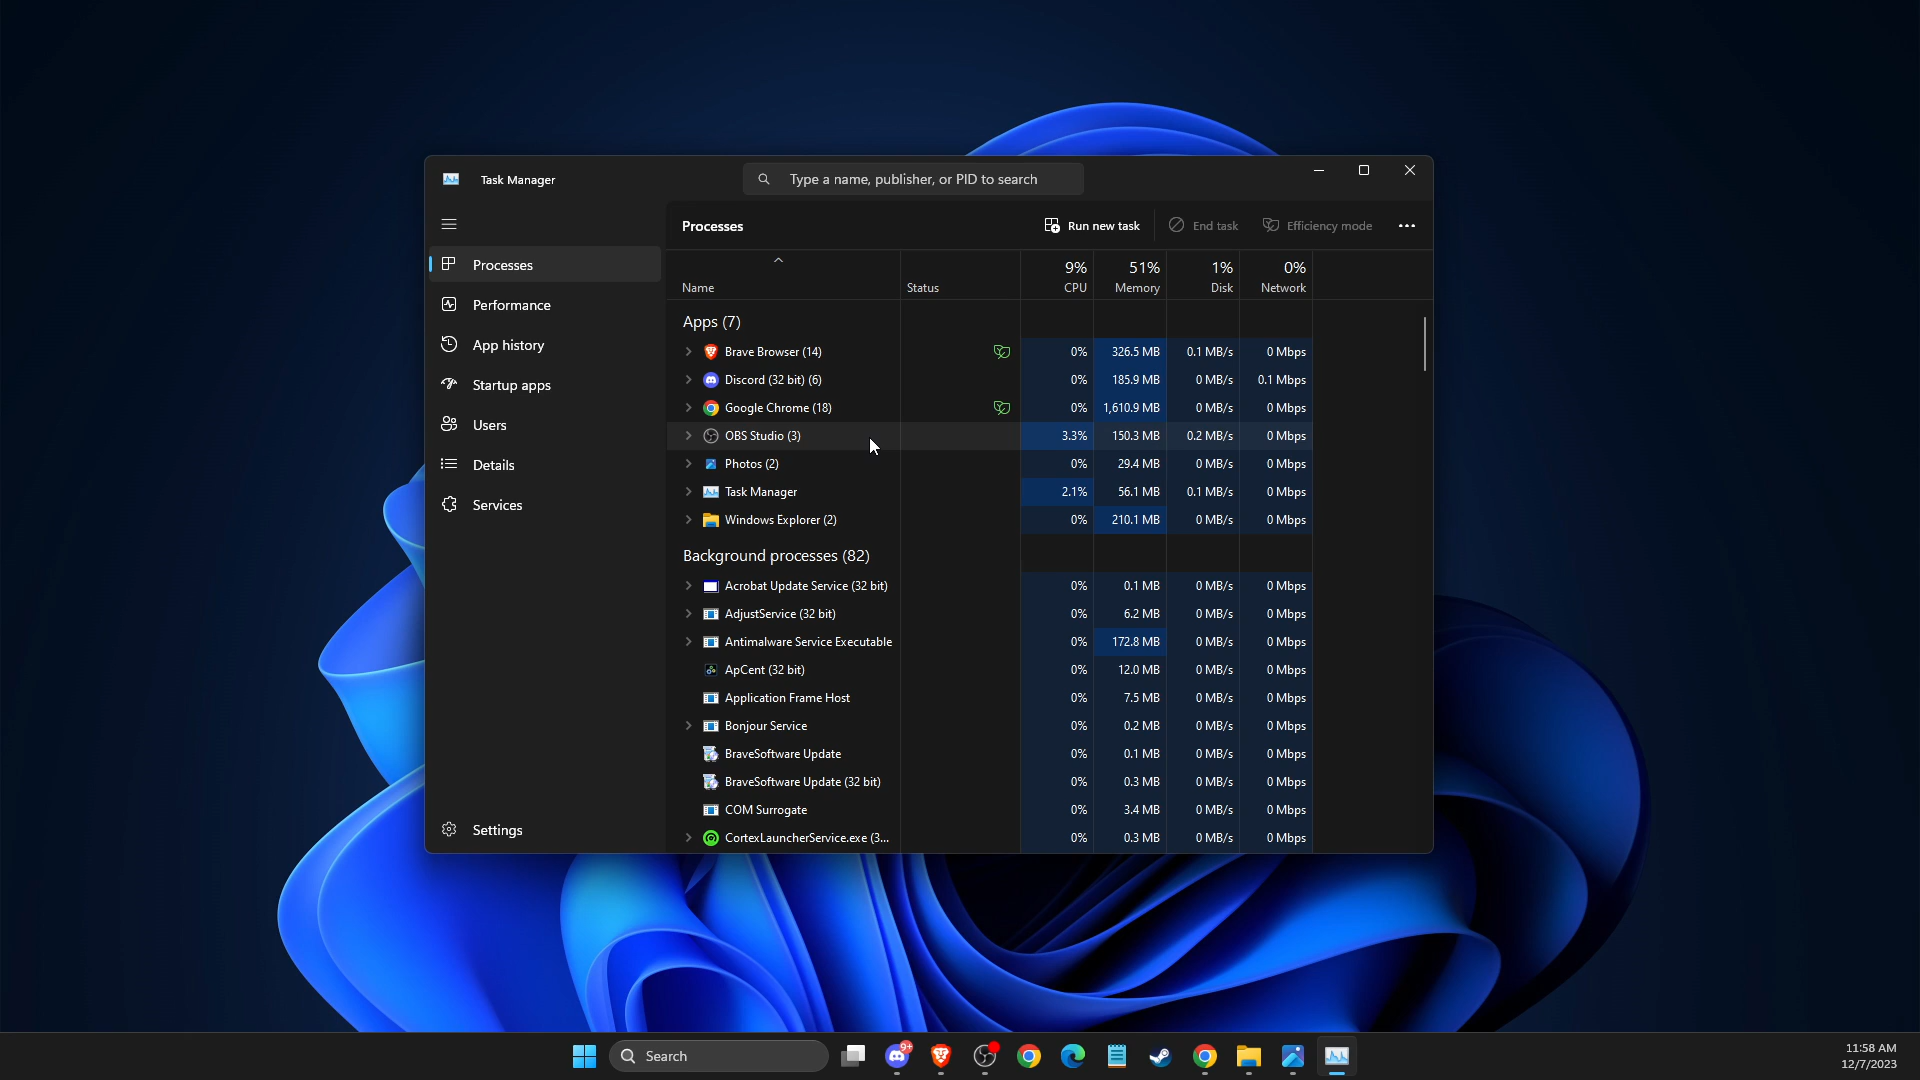 Task Manager
Type a name, publisher, or PID to search
Processes
Run new task
End task
Efficiency mode
Processes
Performance
App history
Startup apps
Users
Details
Services
Settings
9% 51% 1% 0%
Name Status CPU Memory Disk Network
Apps (7)
Brave Browser (14) 0% 326.5 MB 0.1 MB/s 0 Mbps
Discord (32 bit) (6) 0% 185.9 MB 0 MB/s 0.1 Mbps
Google Chrome (18) 0% 1,610.9 MB 0 MB/s 0 Mbps
OBS Studio (3) 3.3% 150.3 MB 0.2 MB/s 0 Mbps
Photos (2) 0% 29.4 MB 0 MB/s 0 Mbps
Task Manager 2.1% 56.1 MB 0.1 MB/s 0 Mbps
Windows Explorer (2) 0% 210.1 MB 0 MB/s 0 Mbps
Background processes (82)
Acrobat Update Service (32 bit) 0% 0.1 MB 0 MB/s 0 Mbps
AdjustService (32 bit) 0% 6.2 MB 0 MB/s 0 Mbps
Antimalware Service Executable 0% 172.8 MB 0 MB/s 0 Mbps
ApCent (32 bit) 0% 12.0 MB 0 MB/s 0 Mbps
Application Frame Host 0% 7.5 MB 0 MB/s 0 Mbps
Bonjour Service 0% 0.2 MB 0 MB/s 0 Mbps
BraveSoftware Update 0% 0.1 MB 0 MB/s 0 Mbps
BraveSoftware Update (32 bit) 0% 0.3 MB 0 MB/s 0 Mbps
COM Surrogate 0% 3.4 MB 0 MB/s 0 Mbps
CortexLauncherService.exe (3... 0% 0.3 MB 0 MB/s 0 Mbps
Search
9+
11:58 AM
12/7/2023